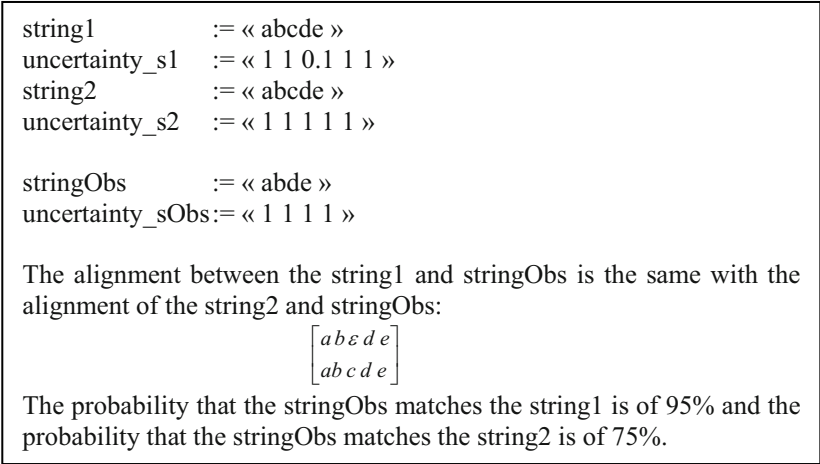 string1 := « abcde »
uncertainty_s1 := « 1 1 0.1 1 1 »
string2 := « abcde »
uncertainty_s2 := « 1 1 1 1 1 »
stringObs := « abde »
uncertainty_sObs:= « 1 1 1 1 »
The alignment between the string1 and stringObs is the same with the
alignment of the string2 and stringObs:
a b ε d e
a b c d e
The probability that the stringObs matches the string1 is of 95% and the
probability that the stringObs matches the string2 is of 75%.